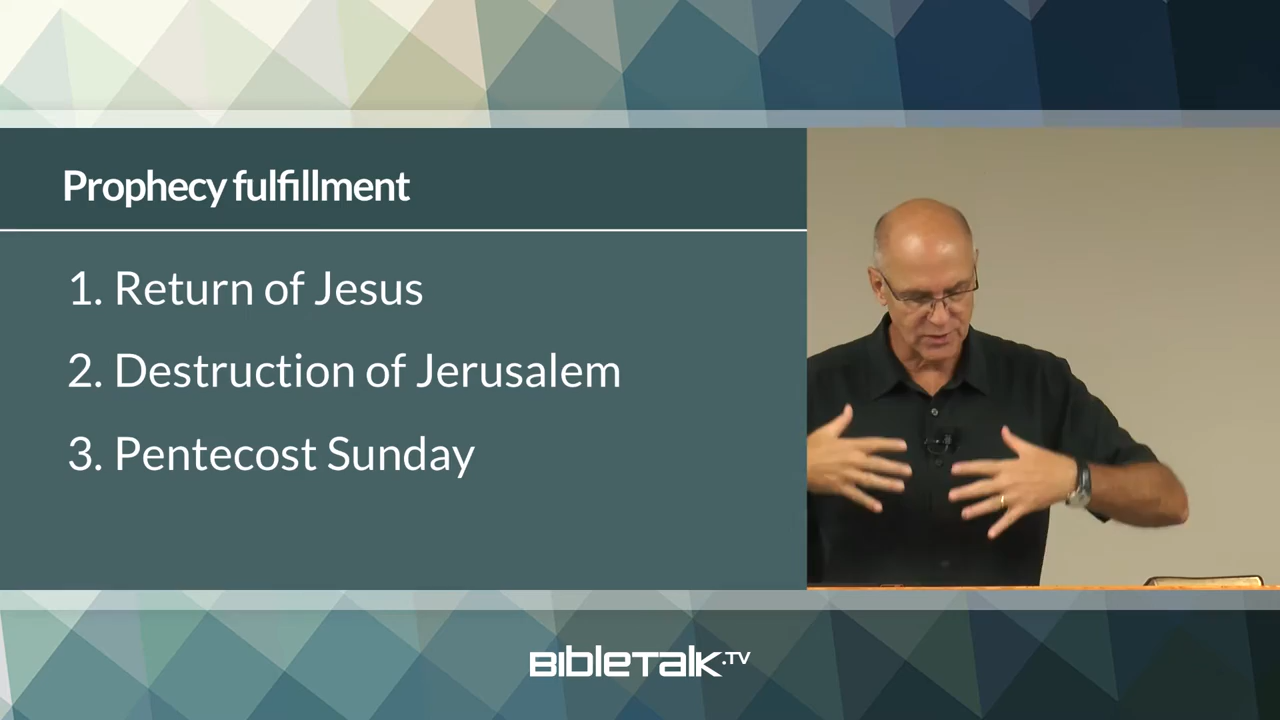 Prophecy fulfillment
1. Return of Jesus
2. Destruction of Jerusalem
3. Pentecost Sunday
BibleTalk.TV